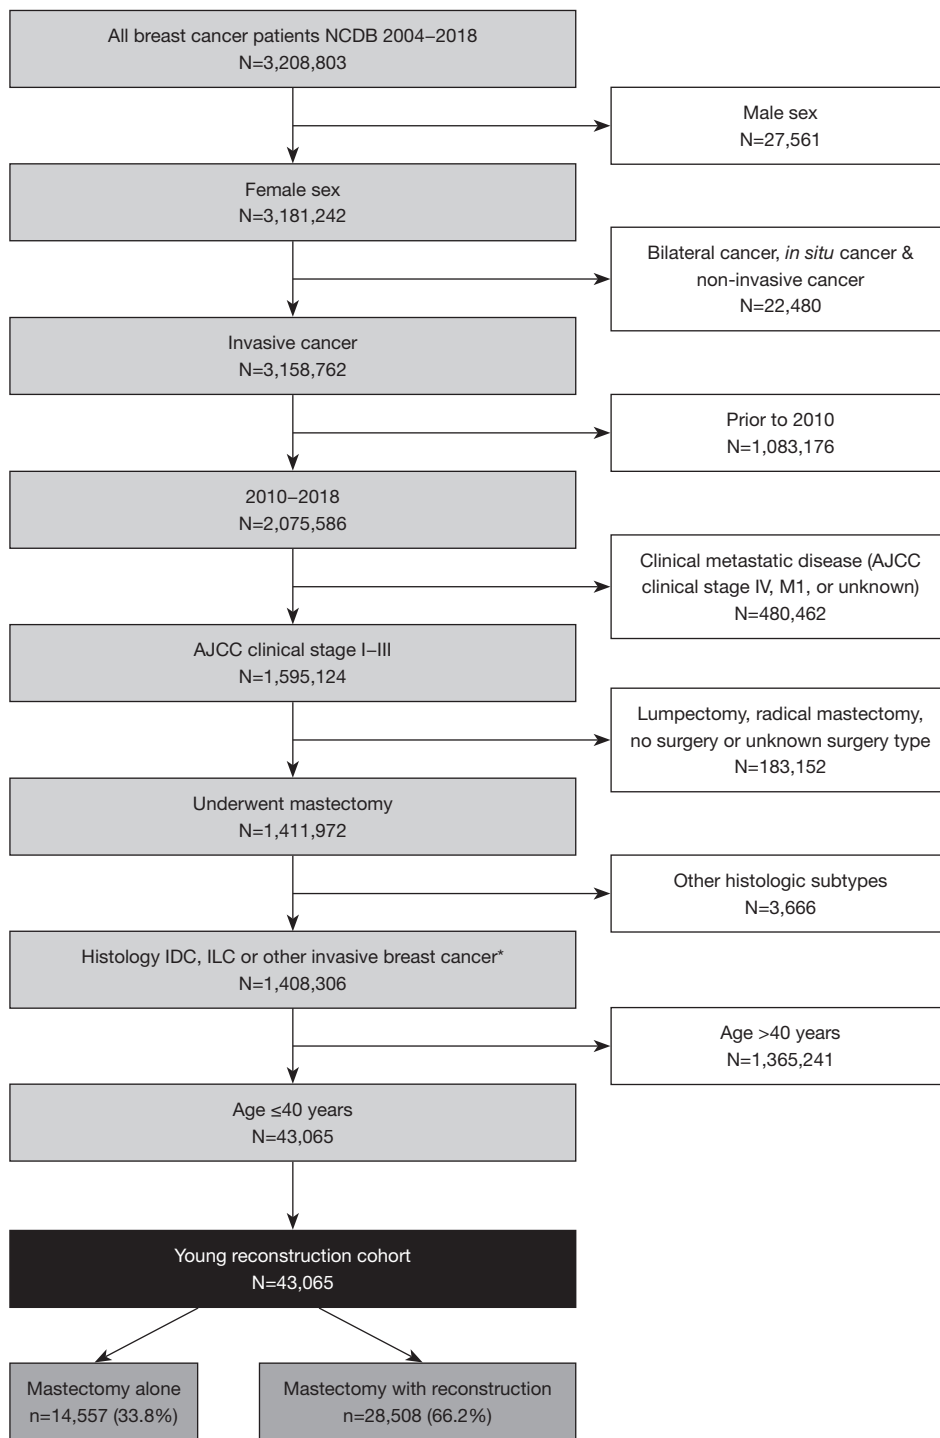 All breast cancer patients NCDB 2004–2018
N=3,208,803
Male sex
N=27,561
Female sex
N=3,181,242
Bilateral cancer, in situ cancer &
non-invasive cancer
N=22,480
Invasive cancer
N=3,158,762
Prior to 2010
N=1,083,176
2010–2018
N=2,075,586
Clinical metastatic disease (AJCC
clinical stage IV, M1, or unknown)
N=480,462
AJCC clinical stage I–III
N=1,595,124
Lumpectomy, radical mastectomy,
no surgery or unknown surgery type
N=183,152
Underwent mastectomy
N=1,411,972
Other histologic subtypes
N=3,666
Histology IDC, ILC or other invasive breast cancer*
N=1,408,306
Age >40 years
N=1,365,241
Age ≤40 years
N=43,065
Young reconstruction cohort
N=43,065
Mastectomy alone
n=14,557 (33.8%)
Mastectomy with reconstruction
n=28,508 (66.2%)